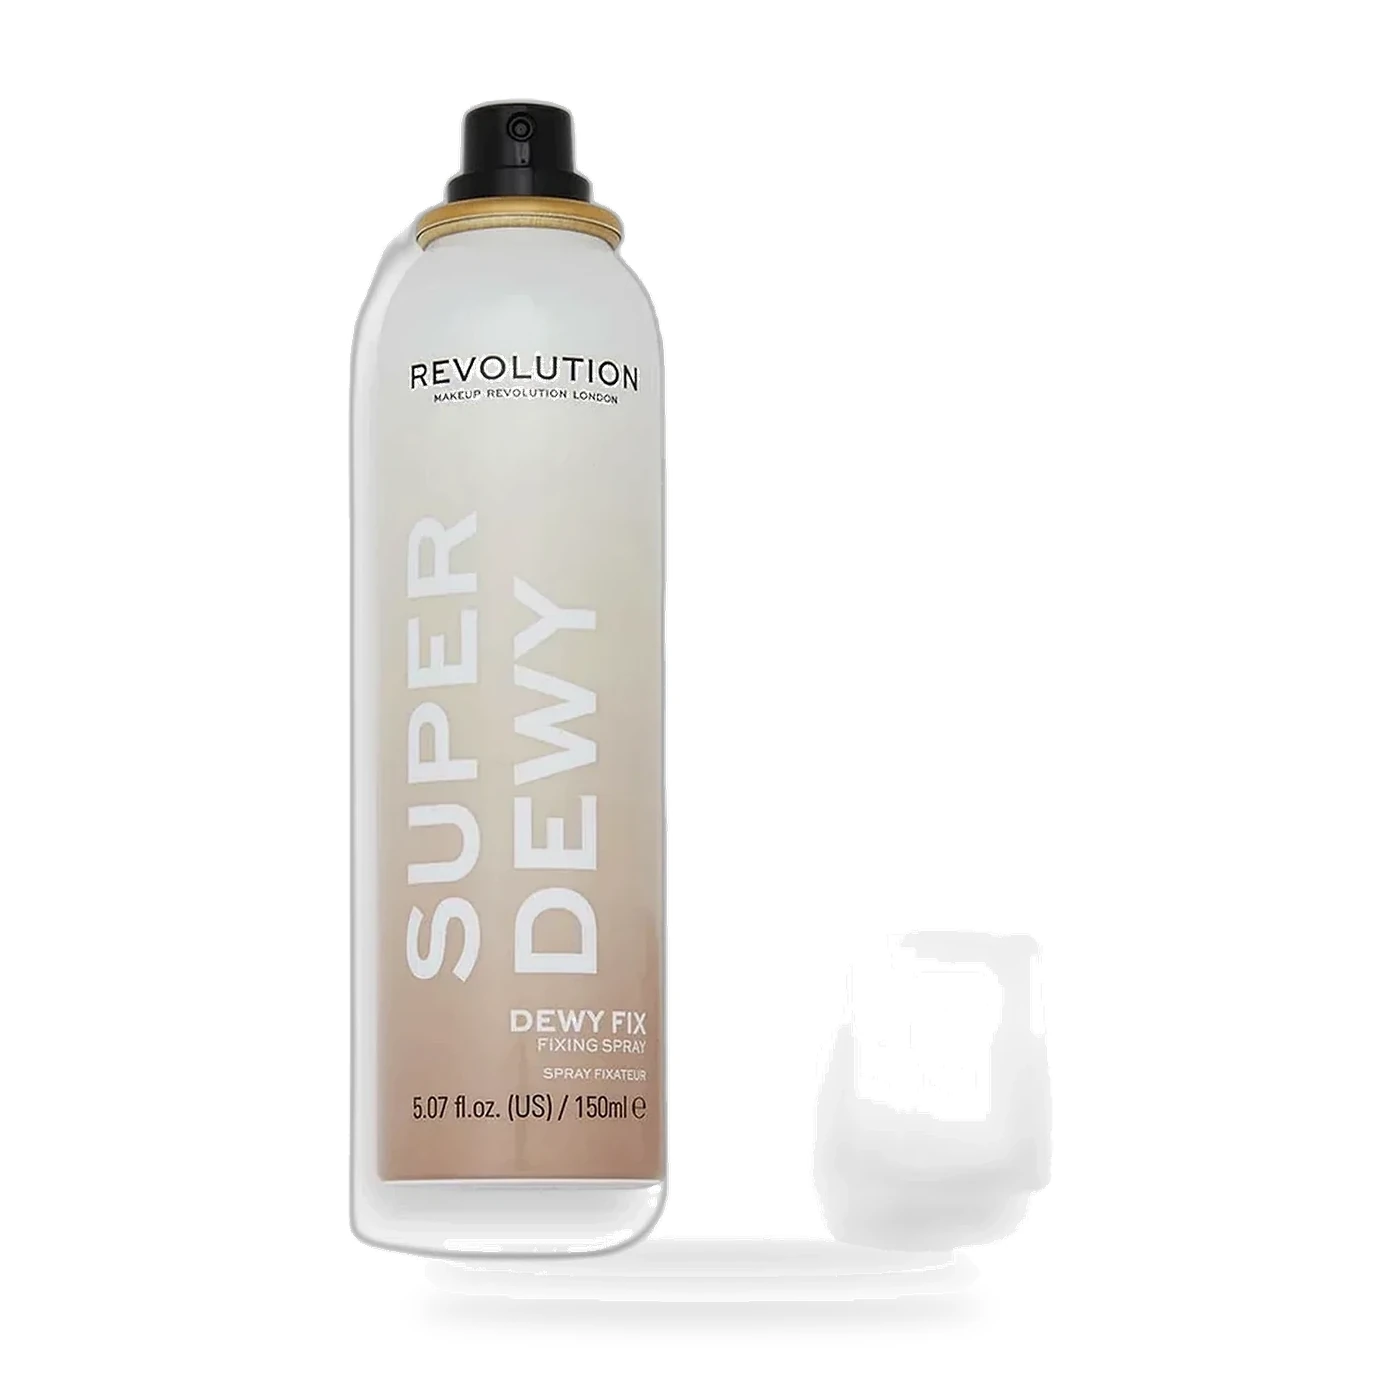 REVOLUTION
MAKEUP REVOLUTION LONDON
SUPER
DEWY
DEWY FIX
FIXING SPRAY
SPRAY FIXATEUR
5.07 fl.oz. (US) / 150ml ℮